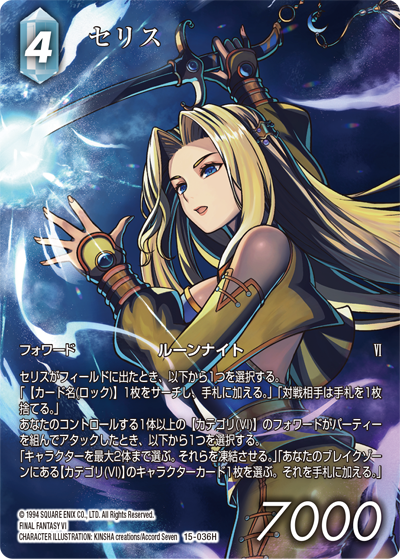 4
セリス
フォワード ルーンナイト VI
セリスがフィールドに出たとき、以下から1つを選択する。
「【カード名(ロック)】1枚をサーチし、手札に加える。」「対戦相手は手札を1枚
捨てる。」
あなたのコントロールする1体以上の【カテゴリ(VI)】のフォワードがパーティー
を組んでアタックしたとき、以下から1つを選択する。
「キャラクターを最大2体まで選ぶ。それらを凍結させる。」「あなたのブレイクゾー
ンにある【カテゴリ(VI)】のキャラクターカード1枚を選ぶ。それを手札に加える。」
© 1994 SQUARE ENIX CO., LTD. All Rights Reserved.
FINAL FANTASY VI
CHARACTER ILLUSTRATION: KINSHA creations/Accord Seven 15-036H
7000